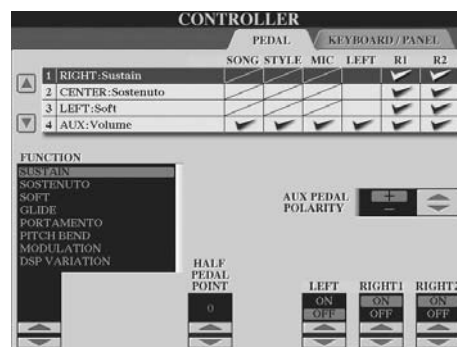 CONTROLLER
PEDAL KEYBOARD/PANEL
SONG STYLE MIC LEFT R1 R2
1 RIGHT:Sustain
2 CENTER:Sostenuto
3 LEFT:Soft
4 AUX:Volume
FUNCTION
SUSTAIN
SOSTENUTO
SOFT
GLIDE
PORTAMENTO
PITCH BEND
MODULATION
DSP VARIATION
AUX PEDAL
POLARITY
+
−
HALF
PEDAL
POINT
0
LEFT RIGHT1 RIGHT2
ON ON ON
OFF OFF OFF